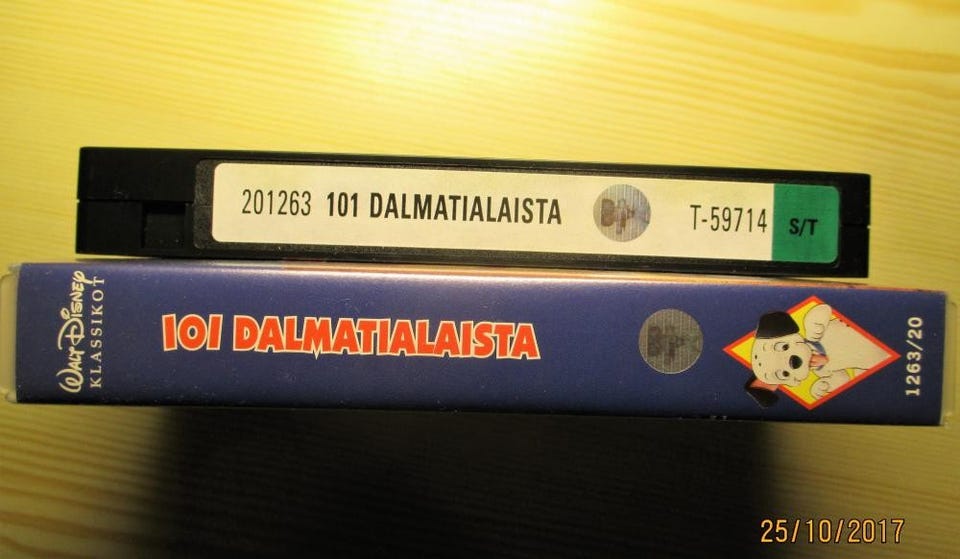 201263 101 DALMATIALAISTA T-59714 S/T
WALT DISNEY
KLASSIKOT
101 DALMATIALAISTA
1263/20
25/10/2017